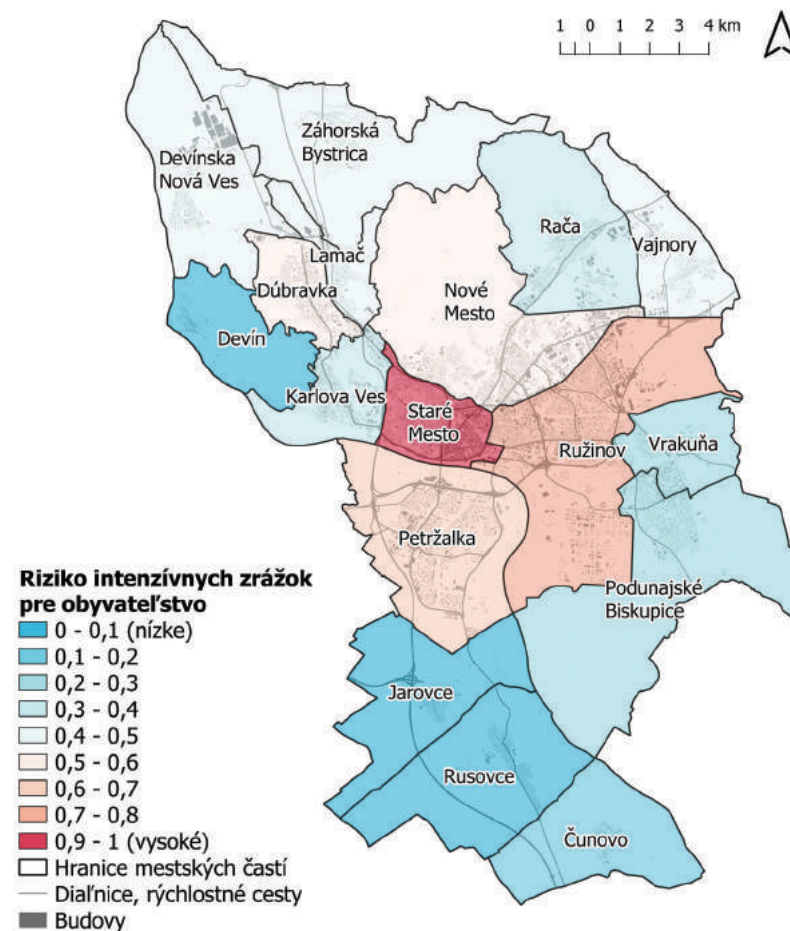 1 0 1 2 3 4 km
Záhorská
Bystrica
Devínska
Nová Ves
Rača
Vajnory
Lamač
Dúbravka
Nové
Mesto
Devín
Karlova Ves
Staré
Mesto
Ružinov
Vrakuňa
Petržalka
Podunajské
Biskupice
Jarovce
Rusovce
Čunovo
Riziko intenzívnych zrážok
pre obyvateľstvo
0 - 0,1 (nízke)
0,1 - 0,2
0,2 - 0,3
0,3 - 0,4
0,4 - 0,5
0,5 - 0,6
0,6 - 0,7
0,7 - 0,8
0,9 - 1 (vysoké)
Hranice mestských častí
Diaľnice, rýchlostné cesty
Budovy